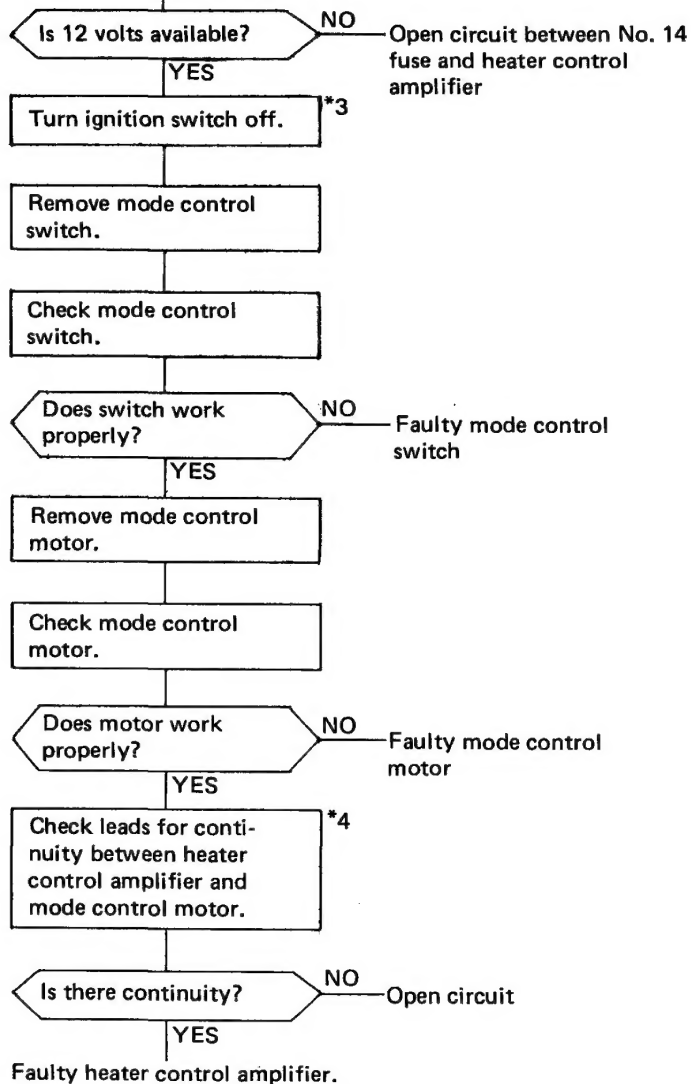 Is 12 volts available?
NO
Open circuit between No. 14
fuse and heater control
amplifier
YES
Turn ignition switch off.
*3
Remove mode control
switch.
Check mode control
switch.
Does switch work
properly?
NO
Faulty mode control
switch
YES
Remove mode control
motor.
Check mode control
motor.
Does motor work
properly?
NO
Faulty mode control
motor
YES
Check leads for conti-
nuity between heater
control amplifier and
mode control motor.
*4
Is there continuity?
NO
Open circuit
YES
Faulty heater control amplifier.